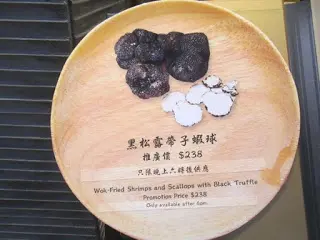 黑松露帶子蝦球
推廣價 $238
只限晚上六時後供應
Wok-Fried Shrimps and Scallops with Black Truffle
Promotion Price $238
Only available after 6pm.